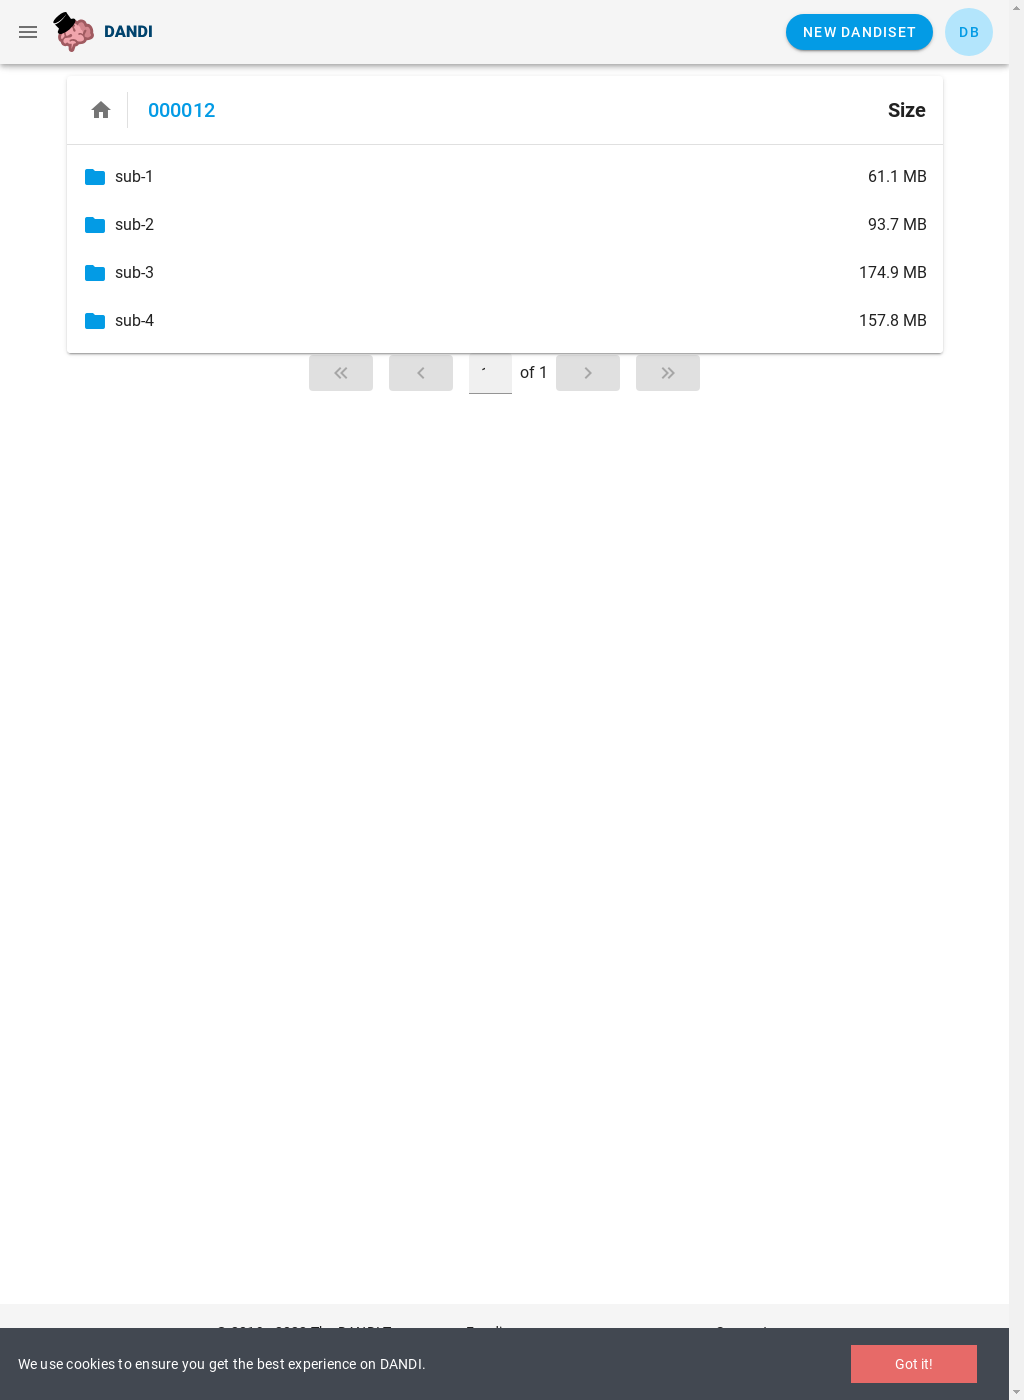 DANDI
NEW DANDISET
DB
000012
Size
sub-1
61.1 MB
sub-2
93.7 MB
sub-3
174.9 MB
sub-4
157.8 MB
of 1
We use cookies to ensure you get the best experience on DANDI.
Got it!